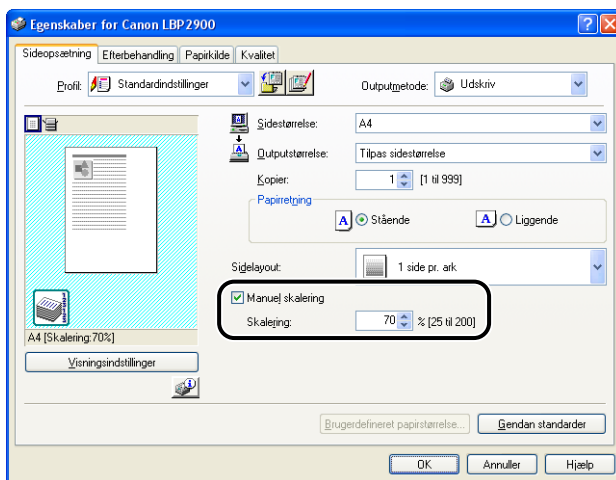 Egenskaber for Canon LBP2900
Sideopsætning Efterbehandling Papirkilde Kvalitet
Profil: Standardindstillinger Outputmetode: Udskriv
Sidestørrelse: A4
Outputstørrelse: Tilpas sidestørrelse
Kopier: 1 [1 til 999]
Papirretning
A Stående A Liggende
Sidelayout: 1 side pr. ark
Manuel skalering
Skalering: 70 % [25 til 200]
A4 [Skalering:70%]
Visningsindstillinger
Brugerdefineret papirstørrelse... Gendan standarder
OK Annuller Hjælp